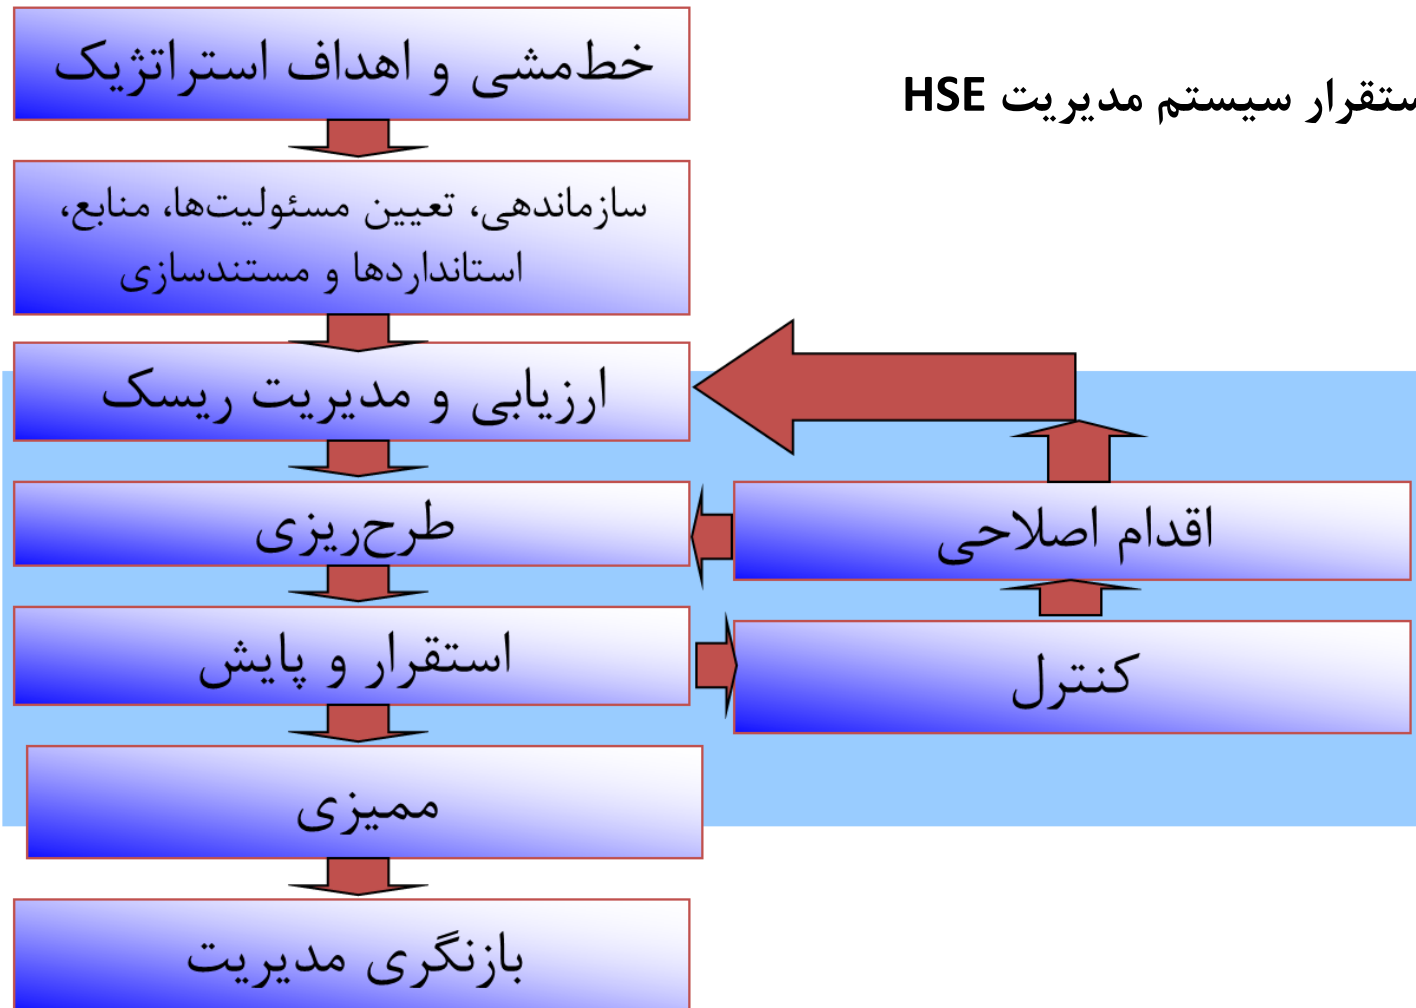 ستقرار سیستم مدیریت HSE
خط‌مشی و اهداف استراتژیک
سازماندهی، تعیین مسئولیت‌ها، منابع،
استانداردها و مستندسازی
ارزیابی و مدیریت ریسک
طرح‌ریزی
اقدام اصلاحی
استقرار و پایش
کنترل
ممیزی
بازنگری مدیریت